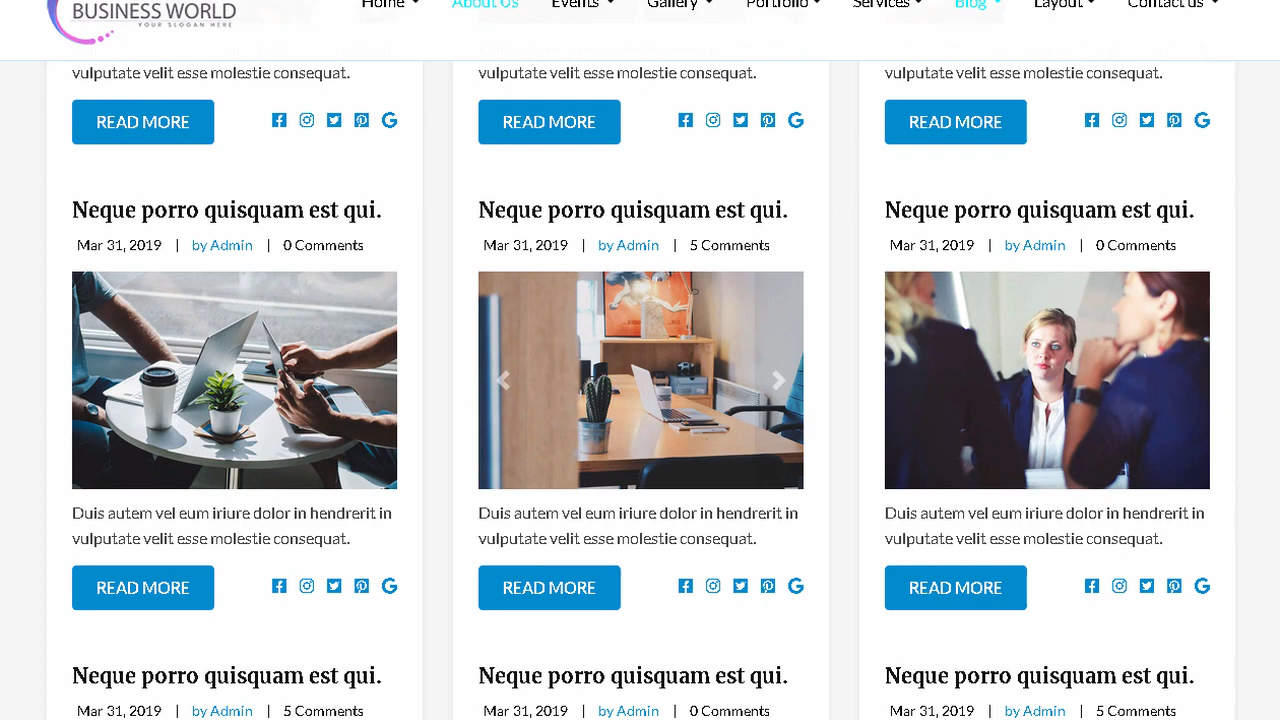 BUSINESS WORLD
YOUR SLOGAN HERE
Home About Us Events Gallery Portfolio Services Blog Layout Contact us
vulputate velit esse molestie consequat. vulputate velit esse molestie consequat. vulputate velit esse molestie consequat.
READ MORE READ MORE READ MORE
Neque porro quisquam est qui. Neque porro quisquam est qui. Neque porro quisquam est qui.
Mar 31, 2019 | by Admin | 0 Comments Mar 31, 2019 | by Admin | 5 Comments Mar 31, 2019 | by Admin | 0 Comments
Duis autem vel eum iriure dolor in hendrerit in Duis autem vel eum iriure dolor in hendrerit in Duis autem vel eum iriure dolor in hendrerit in
vulputate velit esse molestie consequat. vulputate velit esse molestie consequat. vulputate velit esse molestie consequat.
READ MORE READ MORE READ MORE
Neque porro quisquam est qui. Neque porro quisquam est qui. Neque porro quisquam est qui.
Mar 31, 2019 | by Admin | 5 Comments Mar 31, 2019 | by Admin | 0 Comments Mar 31, 2019 | by Admin | 5 Comments